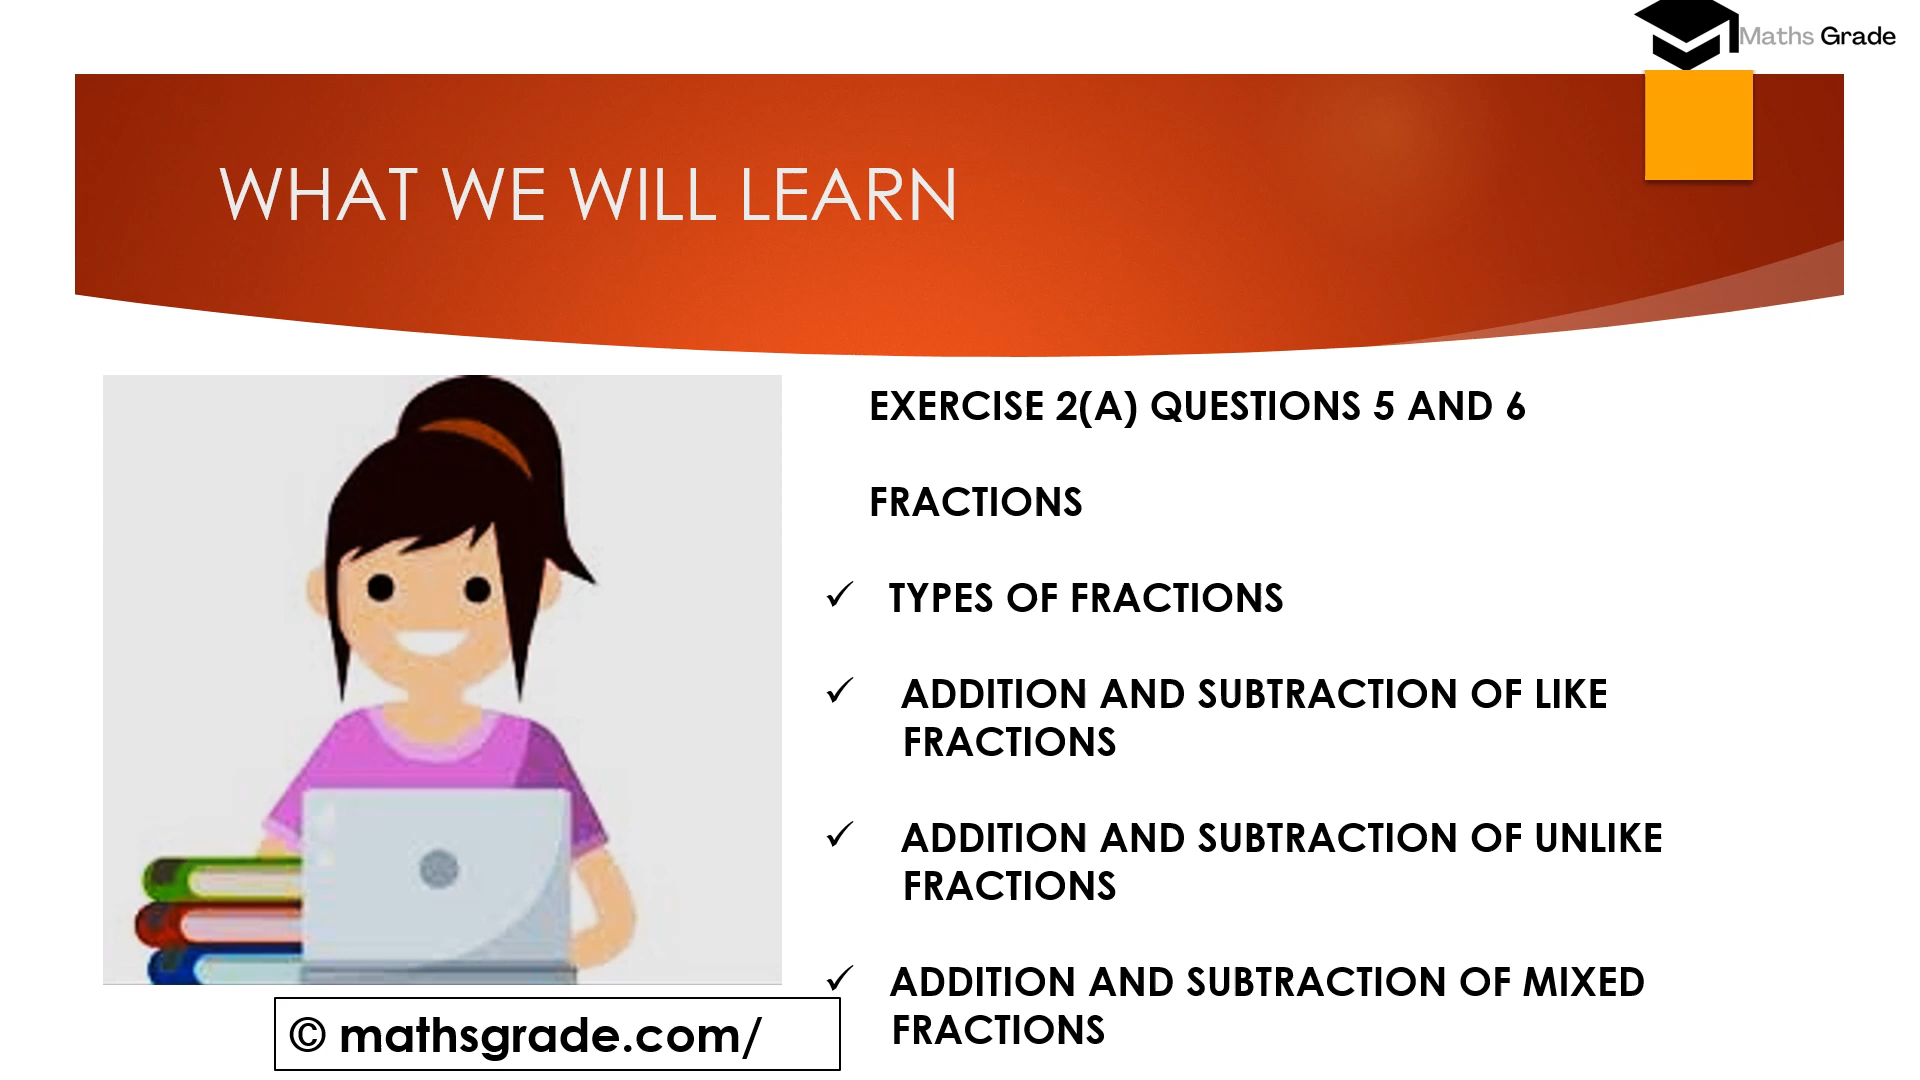 Maths Grade
WHAT WE WILL LEARN
EXERCISE 2(A) QUESTIONS 5 AND 6
FRACTIONS
✓ TYPES OF FRACTIONS
✓ ADDITION AND SUBTRACTION OF LIKE
FRACTIONS
✓ ADDITION AND SUBTRACTION OF UNLIKE
FRACTIONS
✓ ADDITION AND SUBTRACTION OF MIXED
FRACTIONS
© mathsgrade.com/